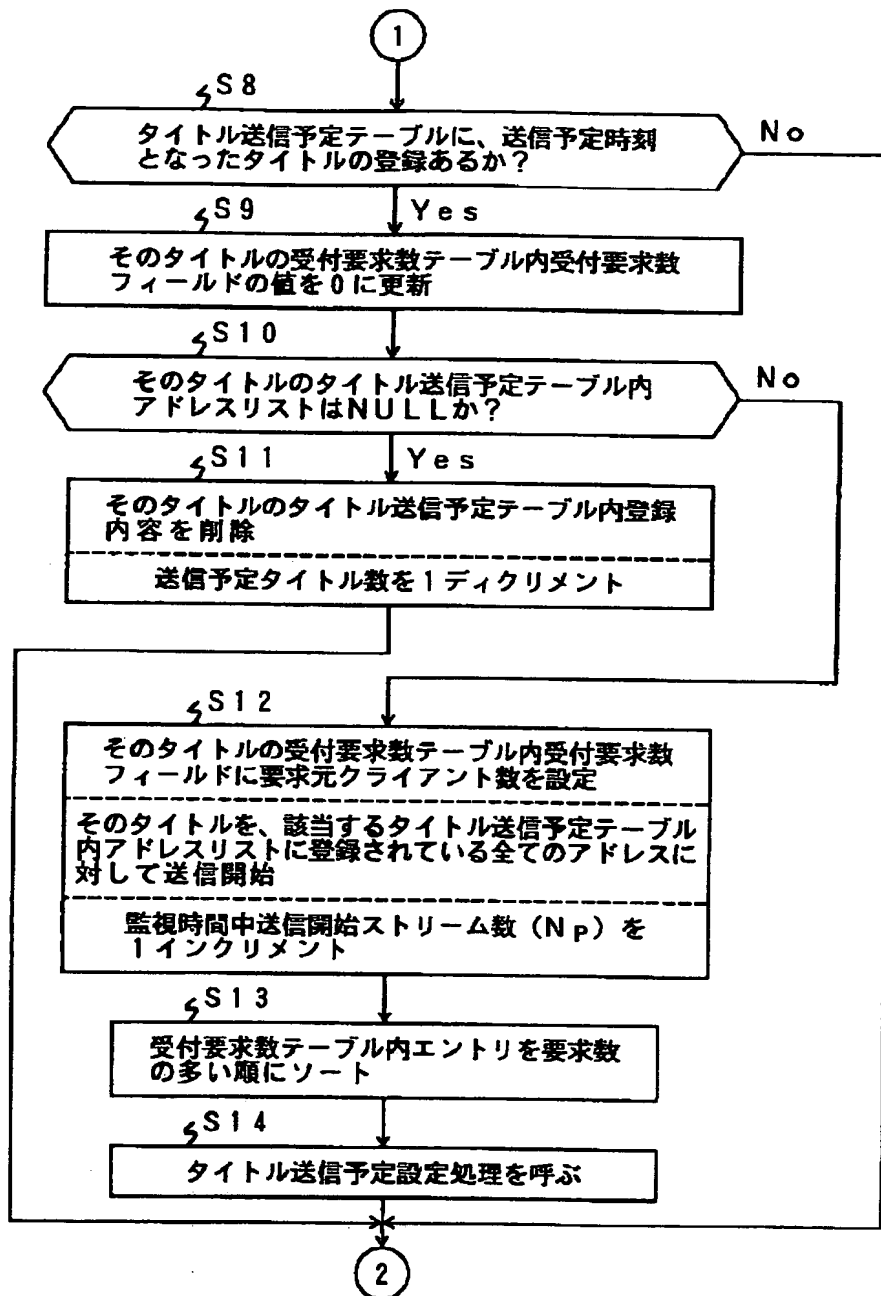 1
S8
タイトル送信予定テーブルに、送信予定時刻
となったタイトルの登録あるか?
No
Yes
S9
そのタイトルの受付要求数テーブル内受付要求数
フィールドの値を0に更新
S10
そのタイトルのタイトル送信予定テーブル内
アドレスリストはNULLか?
No
Yes
S11
そのタイトルのタイトル送信予定テーブル内登録
内容を削除
送信予定タイトル数を1ディクリメント
S12
そのタイトルの受付要求数テーブル内受付要求数
フィールドに要求元クライアント数を設定
そのタイトルを、該当するタイトル送信予定テーブル
内アドレスリストに登録されている全てのアドレスに
対して送信開始
監視時間中送信開始ストリーム数(Np)を
1インクリメント
S13
受付要求数テーブル内エントリを要求数
の多い順にソート
S14
タイトル送信予定設定処理を呼ぶ
2